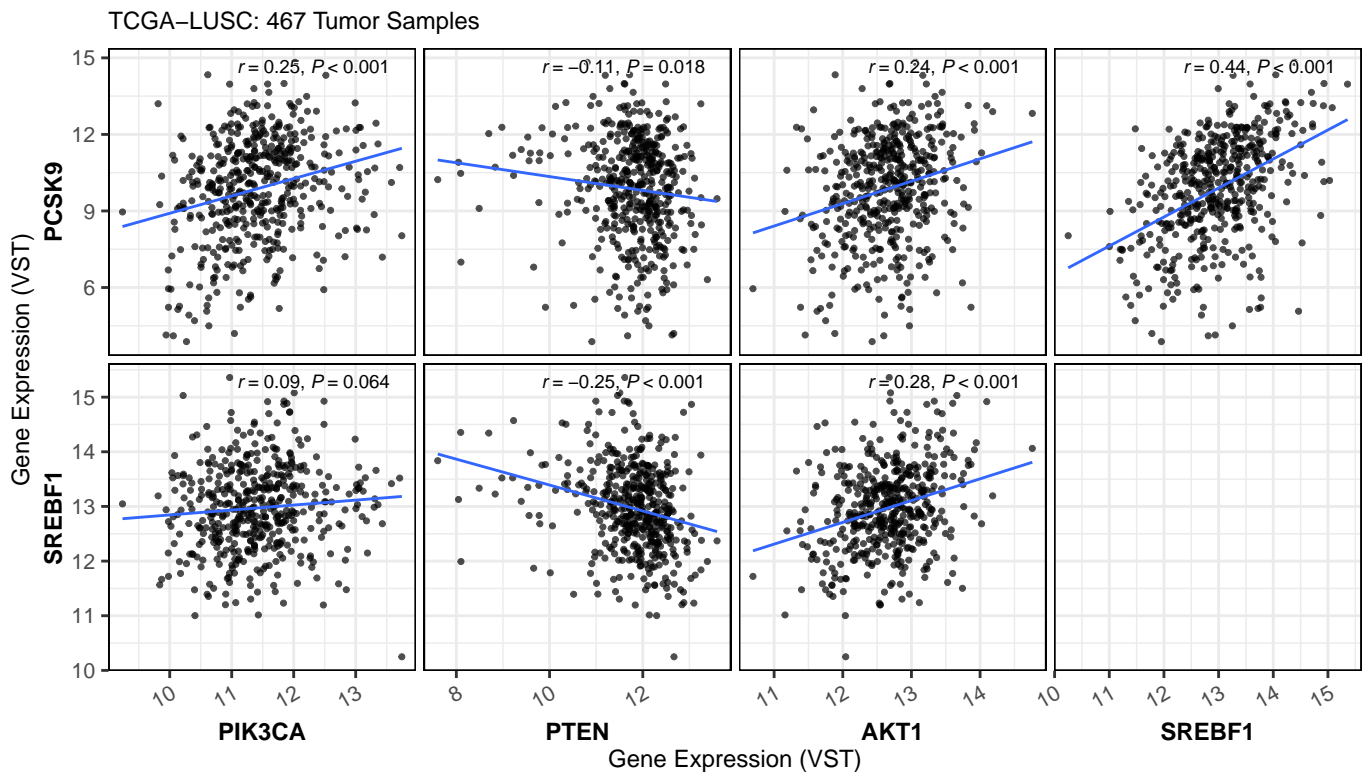 TCGA−LUSC: 467 Tumor Samples
r = 0.25, P < 0.001
r = −0.11, P = 0.018
r = 0.24, P < 0.001
r = 0.44, P < 0.001
15
12
9
6
PCSK9
r = 0.09, P = 0.064
r = −0.25, P < 0.001
r = 0.28, P < 0.001
15
14
13
12
11
10
SREBF1
Gene Expression (VST)
10 11 12 13
8 10 12
11 12 13 14
10 11 12 13 14 15
PIK3CA
PTEN
AKT1
SREBF1
Gene Expression (VST)